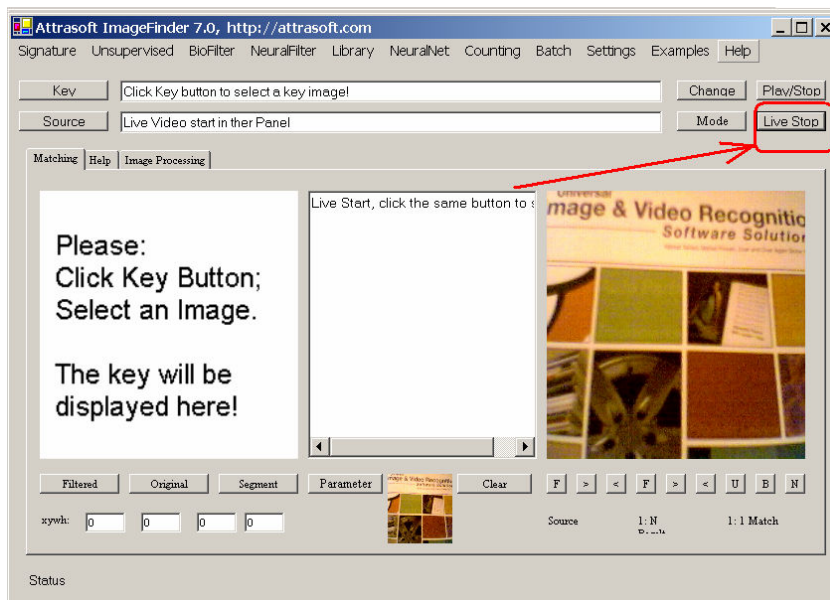 Attrasoft ImageFinder 7.0, http://attrasoft.com
Signature Unsupervised BioFilter NeuralFilter Library NeuralNet Counting Batch Settings Examples Help
Key Click Key button to select a key image! Change Play/Stop
Source Live Video start in ther Panel Mode Live Stop
Matching Help Image Processing
Please:
Click Key Button;
Select an Image.
The key will be
displayed here!
Live Start, click the same button to s
Universal
mage & Video Recognitic
Software Solution
Filtered Original Segment Parameter Clear F > < F > < U B N
xywh: 0 0 0 0
Source 1: N 1: 1 Match
Status